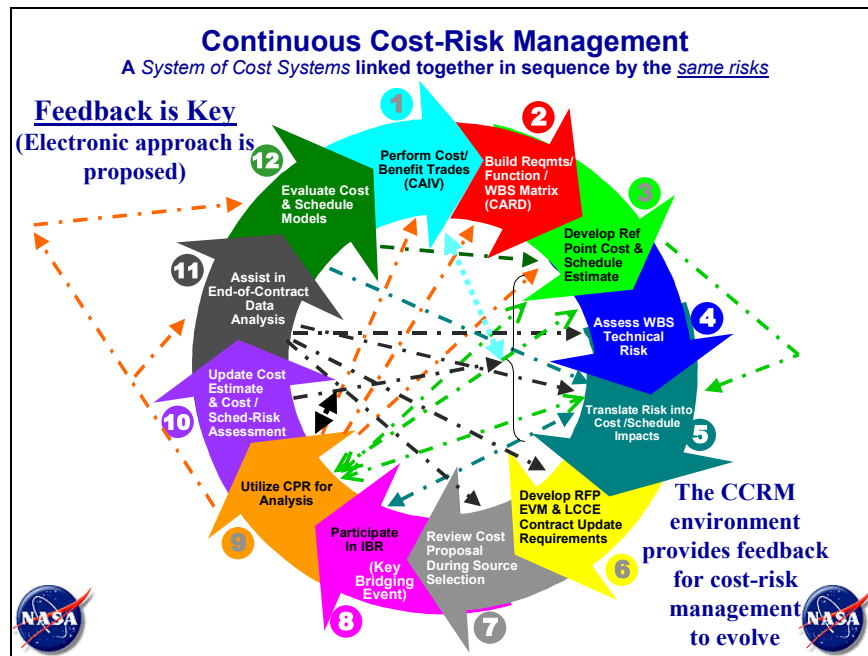 Continuous Cost-Risk Management
A System of Cost Systems linked together in sequence by the same risks
Feedback is Key
(Electronic approach is
proposed)
1
Perform Cost/
Benefit Trades
(CAIV)
2
Build Reqmts/
Function /
WBS Matrix
(CARD)
3
Develop Ref
Point Cost &
Schedule
Estimate
4
Assess WBS
Technical
Risk
5
Translate Risk into
Cost /Schedule
Impacts
6
Develop RFP
EVM & LCCE
Contract Update
Requirements
7
Review Cost
Proposal
During Source
Selection
8
Participate
In IBR
(Key
Bridging
Event)
9
Utilize CPR for
Analysis
10
Update Cost
Estimate
& Cost /
Sched-Risk
Assessment
11
Assist in
End-of-Contract
Data
Analysis
12
Evaluate Cost
& Schedule
Models
The CCRM
environment
provides feedback
for cost-risk
management
to evolve
NASA
NASA